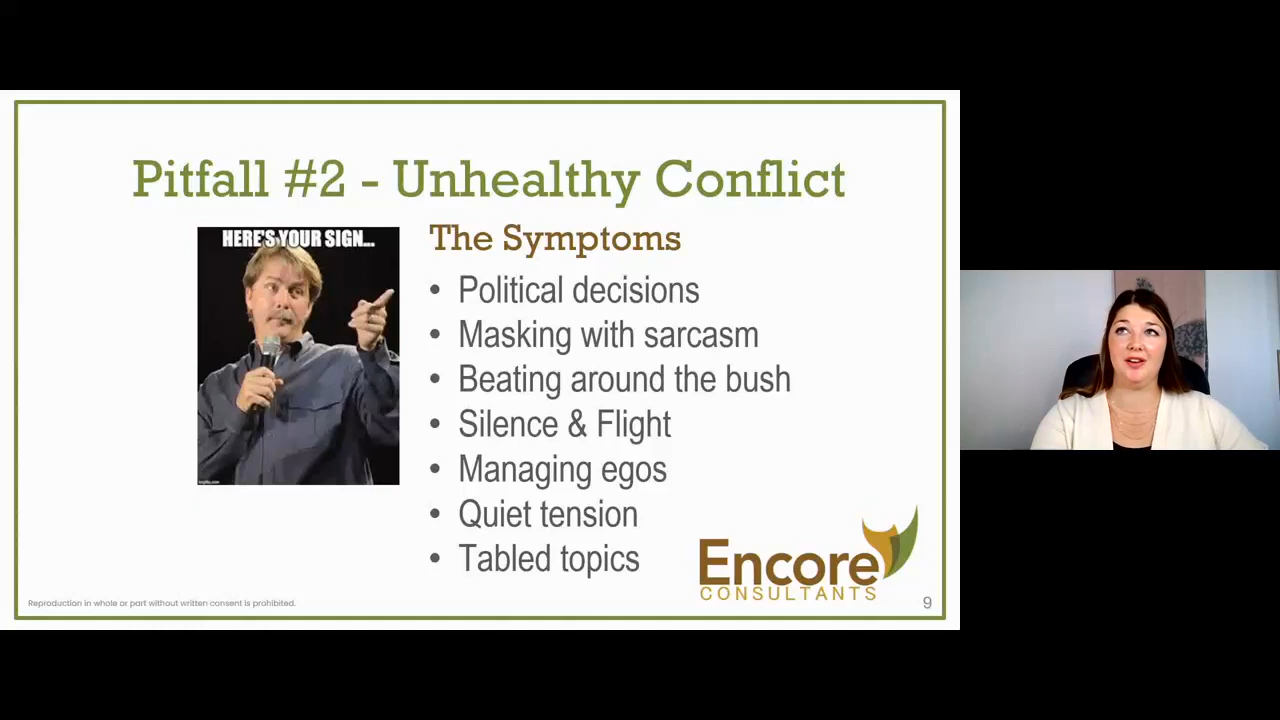 Pitfall #2 - Unhealthy Conflict
HERE'S YOUR SIGN...
The Symptoms
• Political decisions
• Masking with sarcasm
• Beating around the bush
• Silence & Flight
• Managing egos
• Quiet tension
• Tabled topics
imgflip.com
Encore
CONSULTANTS
Reproduction in whole or part without written consent is prohibited.
9